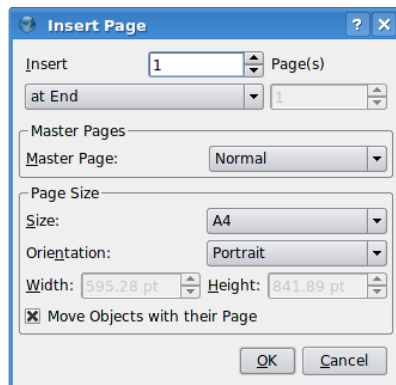 Insert Page
Insert 1 Page(s)
at End 1
Master Pages
Master Page: Normal
Page Size
Size: A4
Orientation: Portrait
Width: 595.28 pt Height: 841.89 pt
Move Objects with their Page
OK Cancel